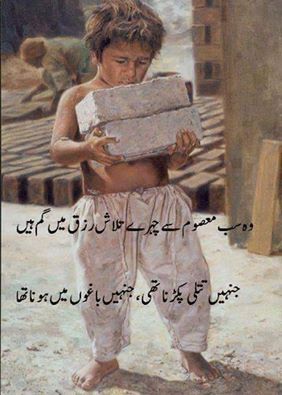 وہ سب معصوم سے چہرے تلاش رزق میں گم ہیں
جنہیں تتلی پکڑنا تھی، جنہیں باغوں میں ہونا تھا